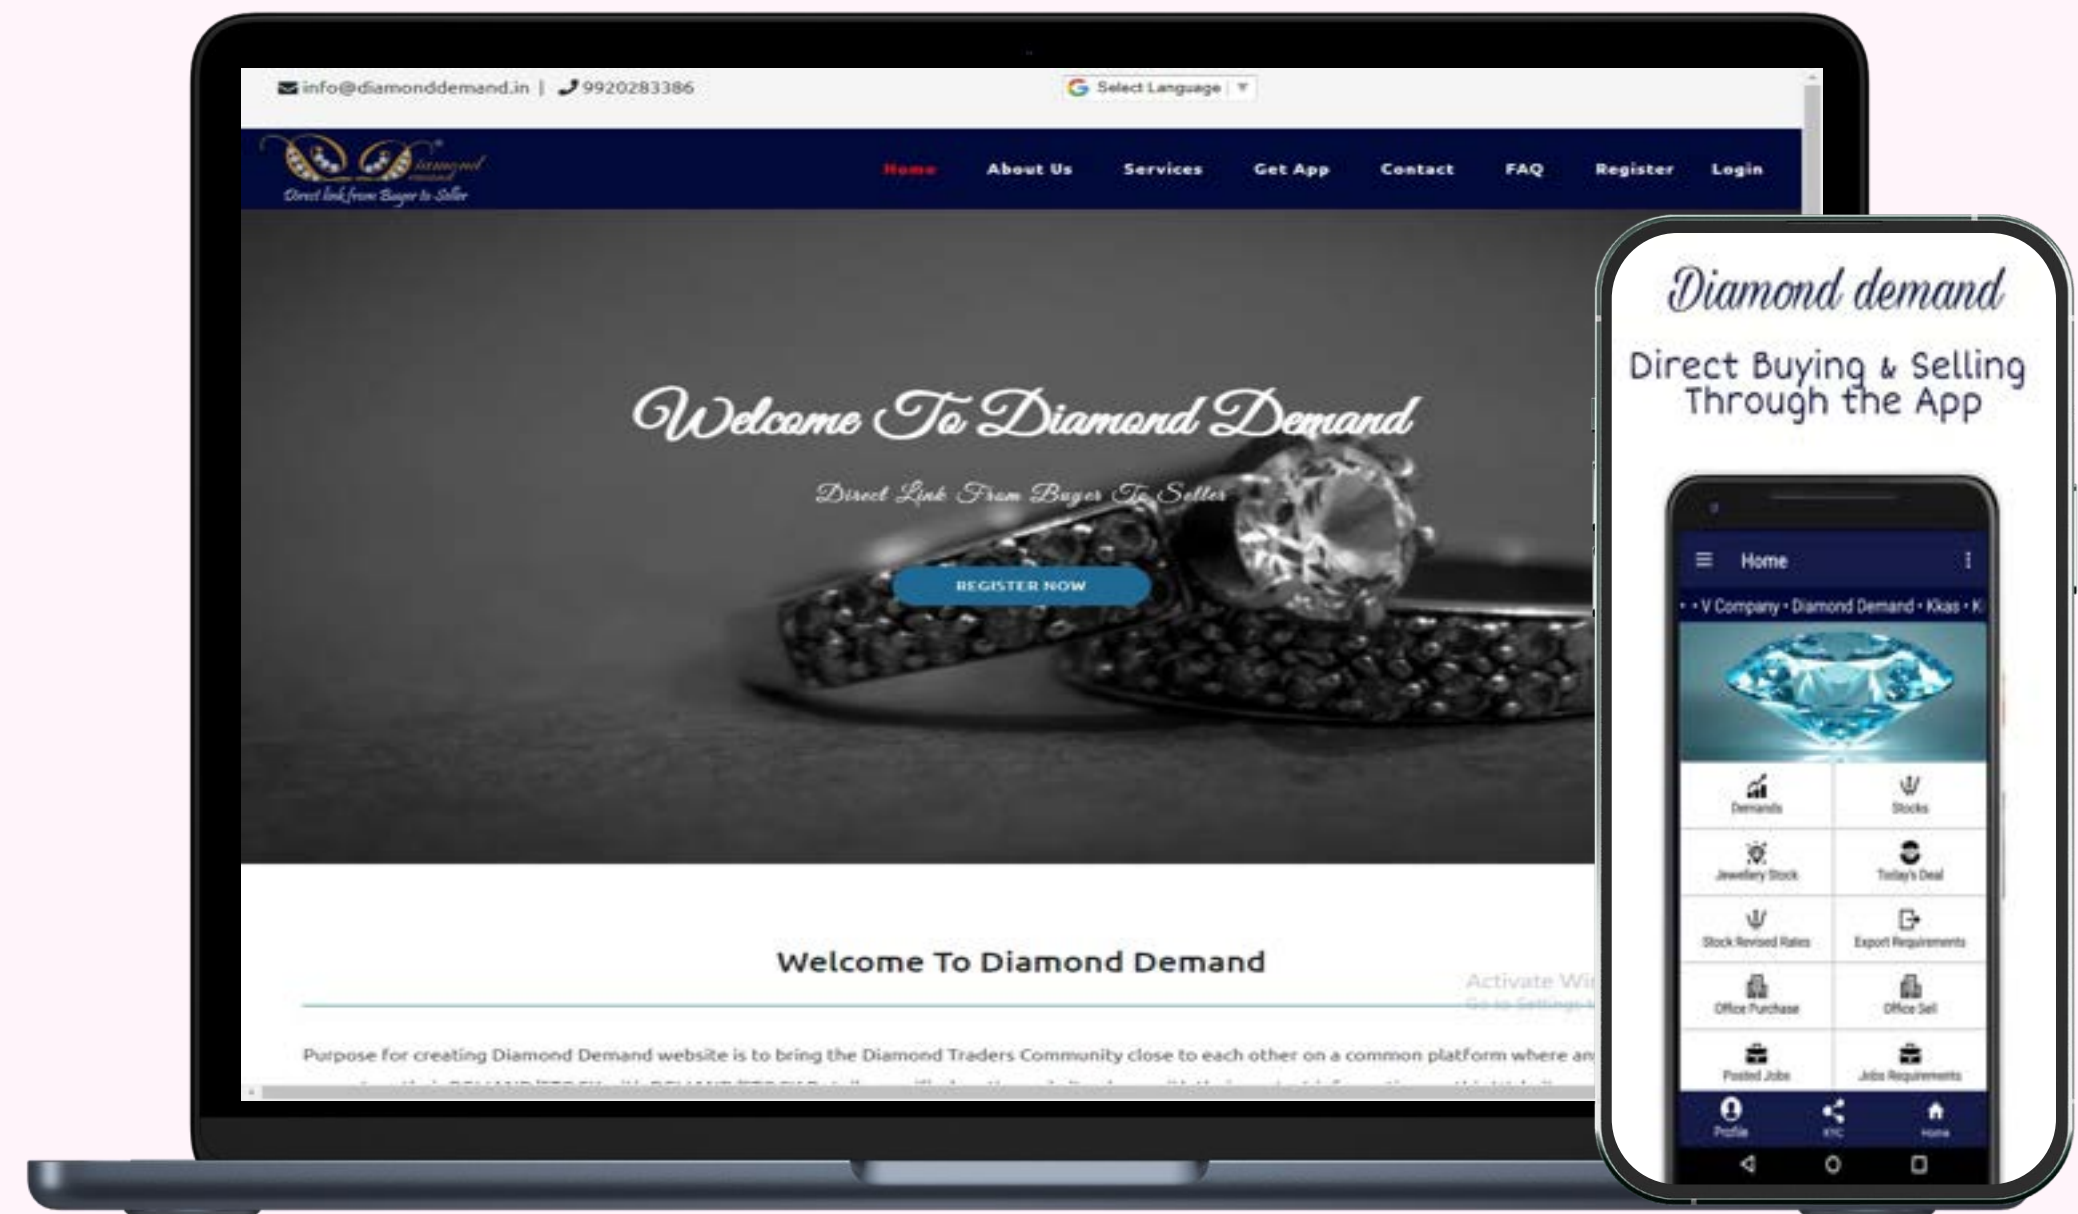 info@diamonddemand.in | 9920283386
Select Language
Diamond
Direct link from Buyer to Seller
Home About Us Services Get App Contact FAQ Register Login
Welcome To Diamond Demand
Direct Link From Buyer To Seller
REGISTER NOW
Welcome To Diamond Demand
Activate Wi
Go to Settings
Purpose for creating Diamond Demand website is to bring the Diamond Traders Community close to each other on a common platform where an
Diamond demand
Direct Buying & Selling
Through the App
Home
• • V Company • Diamond Demand • Kkas • K
Demands Stocks
Jewellery Stock Today's Deal
Stock Revised Rates Export Requirements
Office Purchase Office Sell
Posted Jobs Jobs Requirements
Profile KYC Home